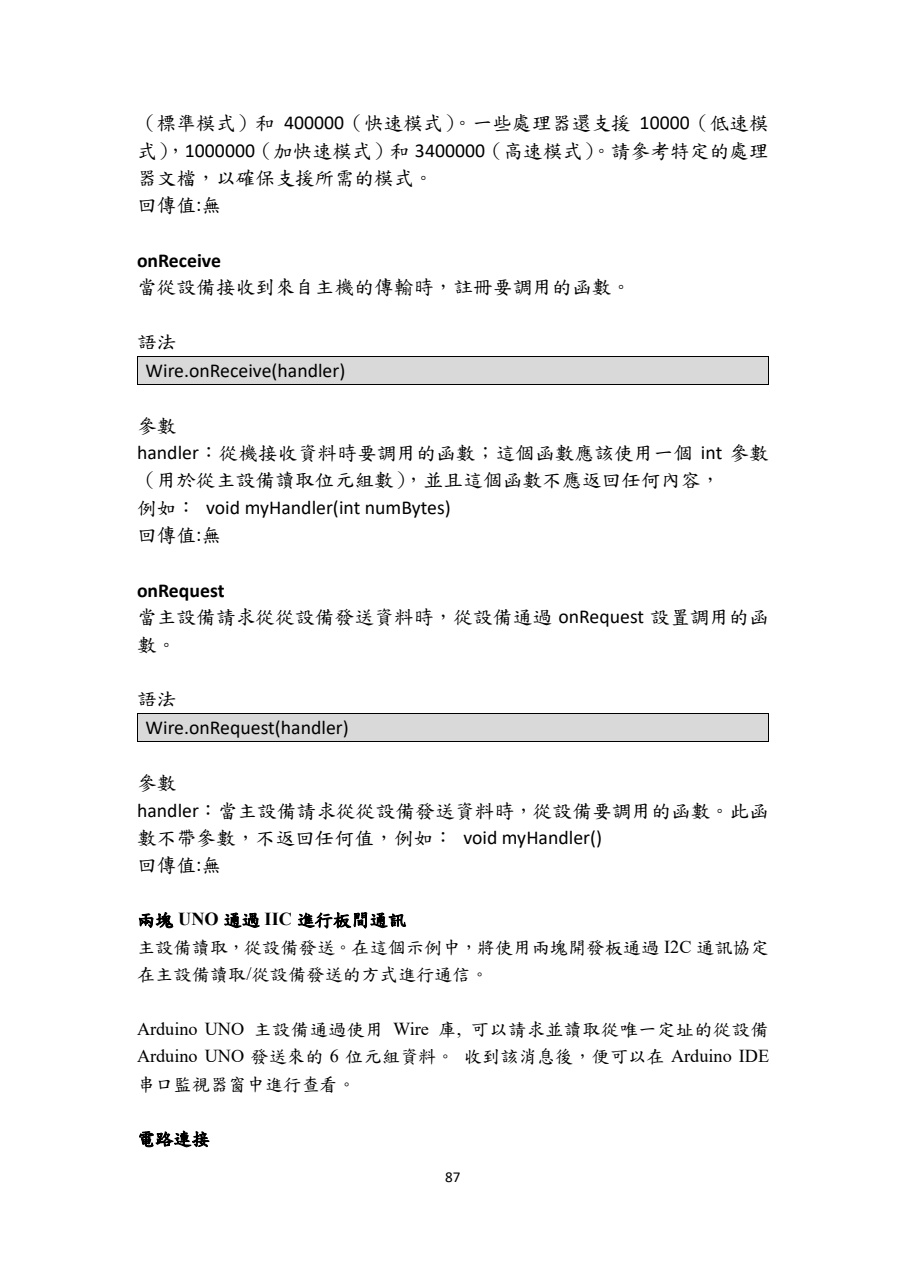 （標準模式）和 400000（快速模式）。一些處理器還支援 10000（低速模
式），1000000（加快速模式）和 3400000（高速模式）。請參考特定的處理
器文檔，以確保支援所需的模式。
回傳值:無
onReceive
當從設備接收到來自主機的傳輸時，註冊要調用的函數。
語法
Wire.onReceive(handler)
參數
handler：從機接收資料時要調用的函數；這個函數應該使用一個 int 參數
（用於從主設備讀取位元組數），並且這個函數不應返回任何內容，
例如： void myHandler(int numBytes)
回傳值:無
onRequest
當主設備請求從從設備發送資料時，從設備通過 onRequest 設置調用的函
數。
語法
Wire.onRequest(handler)
參數
handler：當主設備請求從從設備發送資料時，從設備要調用的函數。此函
數不帶參數，不返回任何值，例如： void myHandler()
回傳值:無
兩塊 UNO 通過 IIC 進行板間通訊
主設備讀取，從設備發送。在這個示例中，將使用兩塊開發板通過 I2C 通訊協定
在主設備讀取/從設備發送的方式進行通信。
Arduino UNO 主設備通過使用 Wire 庫, 可以請求並讀取從唯一定址的從設備
Arduino UNO 發送來的 6 位元組資料。 收到該消息後，便可以在 Arduino IDE
串口監視器窗中進行查看。
電路連接
87